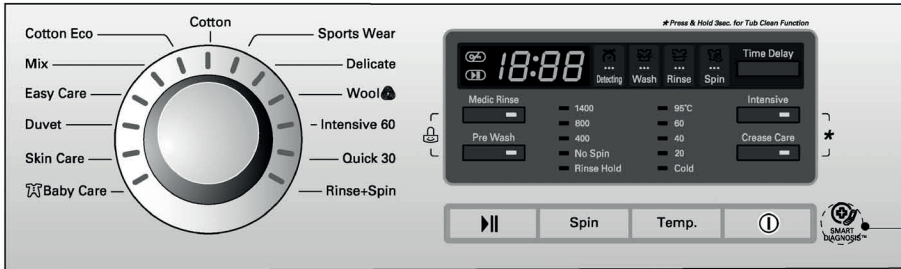 Cotton
Cotton Eco
Mix
Easy Care
Duvet
Skin Care
Baby Care
Sports Wear
Delicate
Wool
Intensive 60
Quick 30
Rinse+Spin
*Press & Hold 3sec. for Tub Clean Function
18:88
Detecting
Wash
Rinse
Spin
Time Delay
Medic Rinse
Pre Wash
1400
800
400
No Spin
Rinse Hold
95℃
60
40
20
Cold
Intensive
Crease Care
*
Spin
Temp.
SMART
DIAGNOSIS™